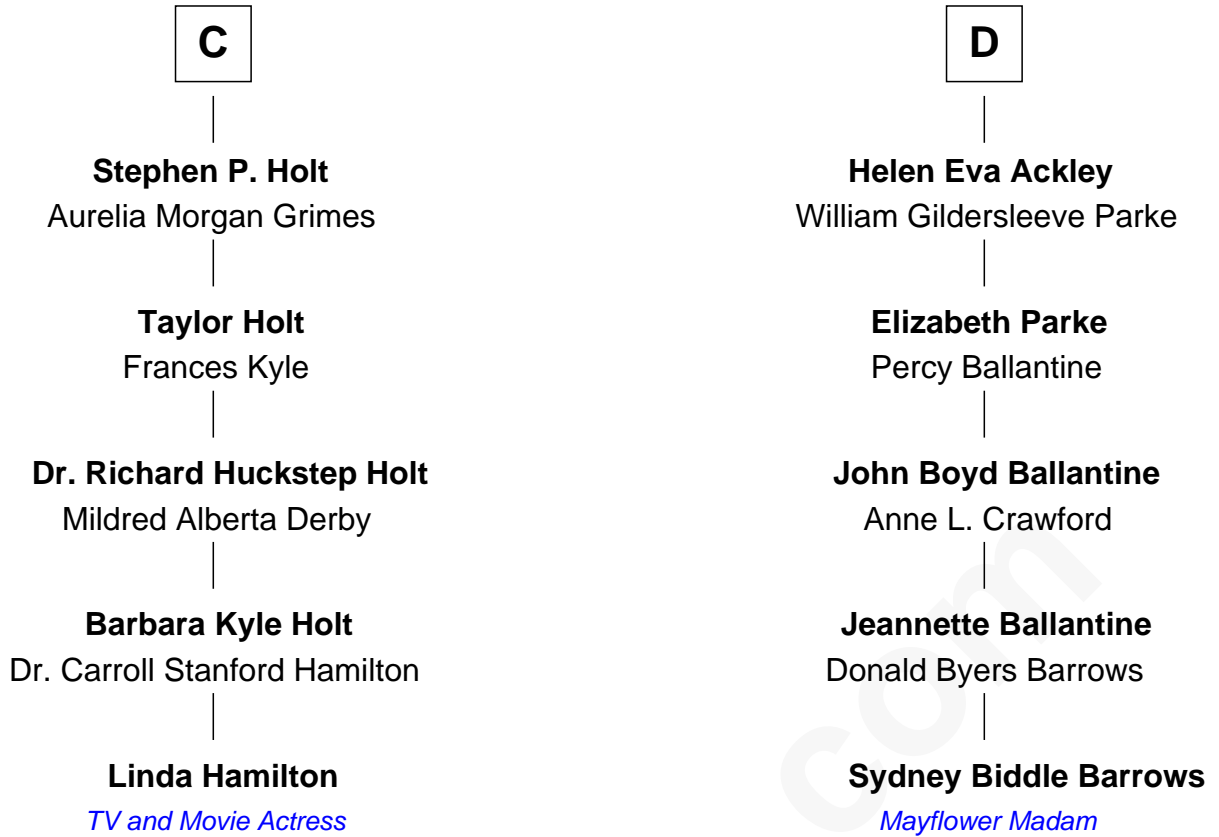 C
Stephen P. Holt
Aurelia Morgan Grimes
Taylor Holt
Frances Kyle
Dr. Richard Huckstep Holt
Mildred Alberta Derby
Barbara Kyle Holt
Dr. Carroll Stanford Hamilton
Linda Hamilton
TV and Movie Actress
D
Helen Eva Ackley
William Gildersleeve Parke
Elizabeth Parke
Percy Ballantine
John Boyd Ballantine
Anne L. Crawford
Jeannette Ballantine
Donald Byers Barrows
Sydney Biddle Barrows
Mayflower Madam
com